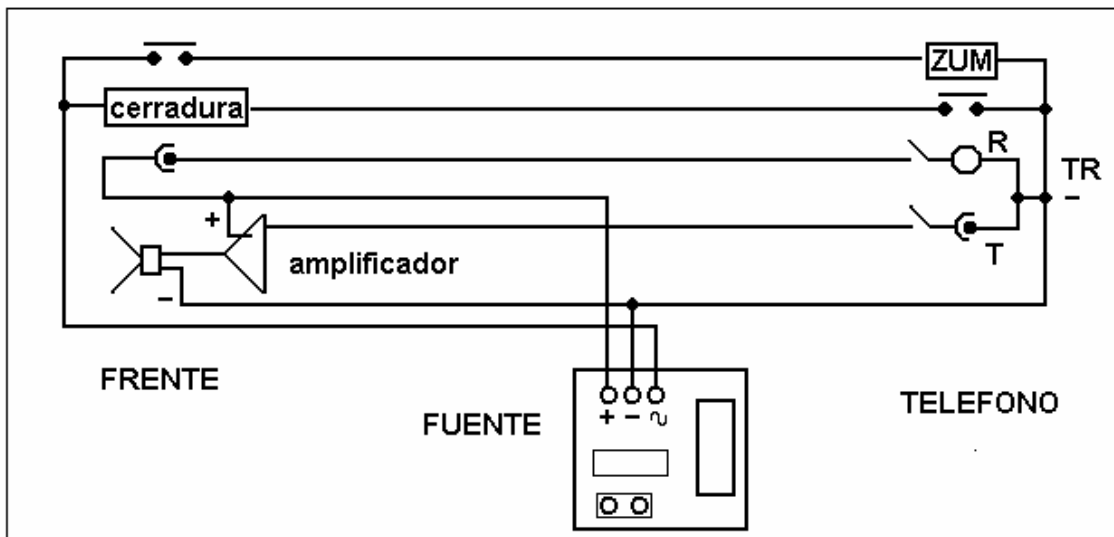 ZUM
cerradura
R
TR
-
+
T
amplificador
-
FRENTE
TELEFONO
FUENTE
+ - ∿